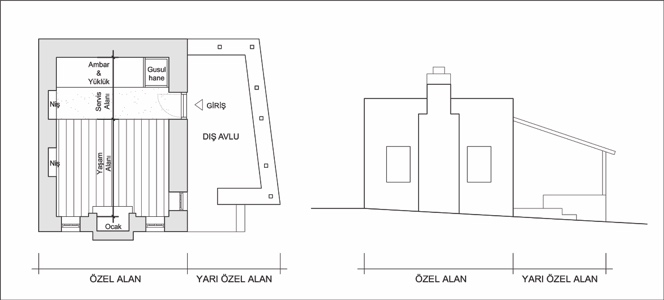 Ambar
&
Yüklük
Gusul
hane
Niş
Servis
Alanı
GİRİŞ
DIŞ AVLU
Niş
Yaşam
Alanı
Ocak
ÖZEL ALAN
YARI ÖZEL ALAN
ÖZEL ALAN
YARI ÖZEL ALAN